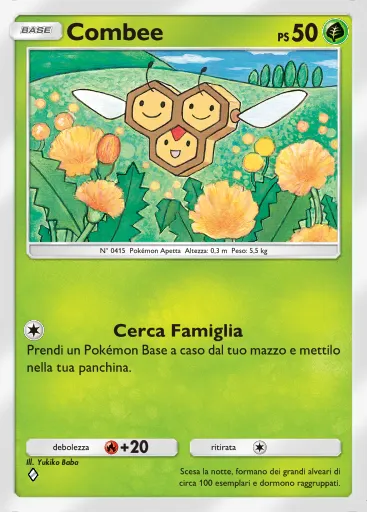 BASE Combee PS 50
N° 0415 Pokémon Apetta Altezza: 0,3 m Peso: 5,5 kg
Cerca Famiglia
Prendi un Pokémon Base a caso dal tuo mazzo e mettilo
nella tua panchina.
debolezza +20 ritirata
Ill. Yukiko Baba
Scesa la notte, formano dei grandi alveari di
circa 100 esemplari e dormono raggruppati.